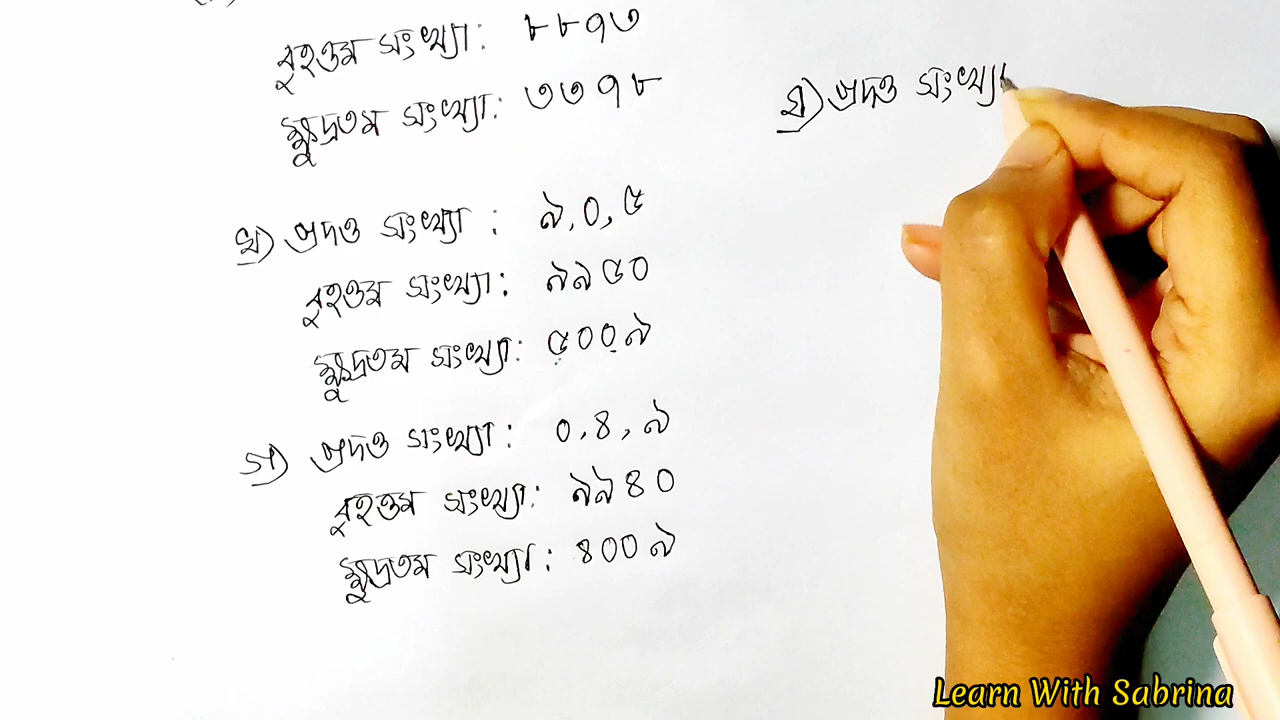 বৃহত্তম সংখ্যা: ৮৮৭৩
ক্ষুদ্রতম সংখ্যা: ৩৩৭৮
খ) প্রদত্ত সংখ্যা : ৯,০,৫
বৃহত্তম সংখ্যা: ৯৯৫০
ক্ষুদ্রতম সংখ্যা: ৫০০৯
গ) প্রদত্ত সংখ্যা : ০,৪,৯
বৃহত্তম সংখ্যা: ৯৯৪০
ক্ষুদ্রতম সংখ্যা: ৪০০৯
ঘ) প্রদত্ত সংখ্যা
Learn With Sabrina